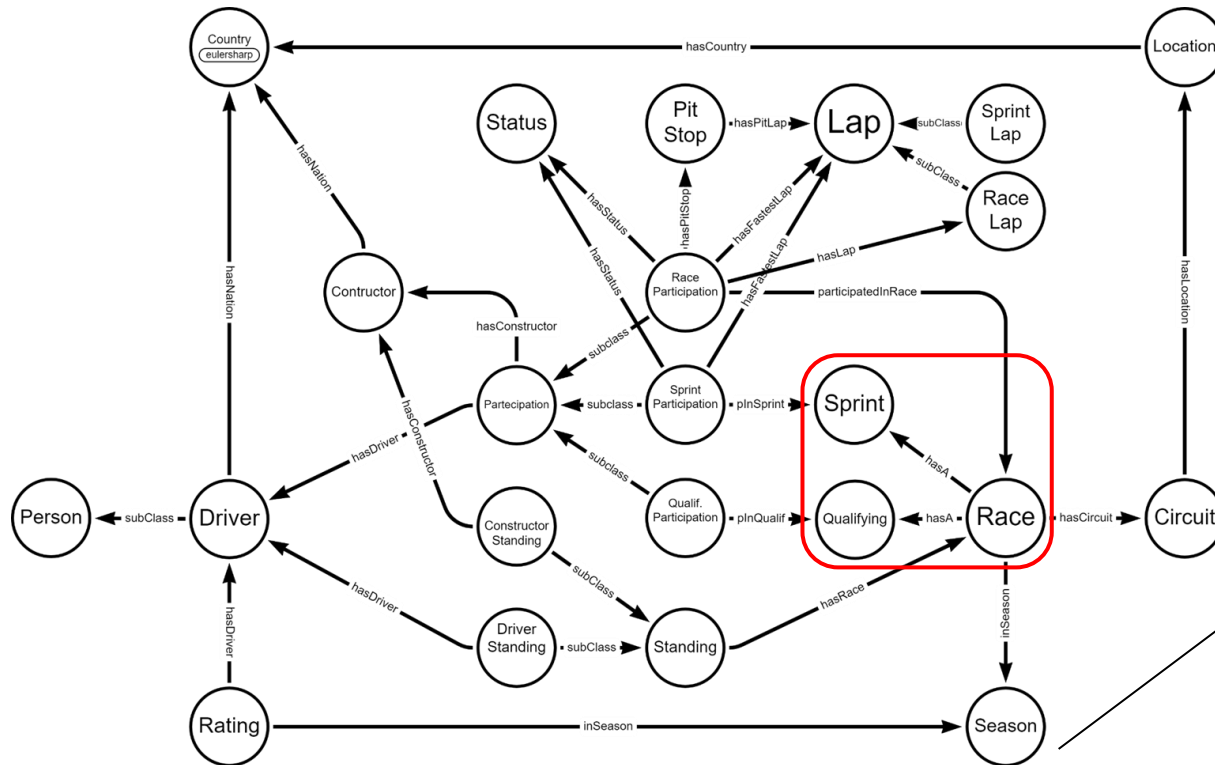 Country
eulersharp
hasCountry
Location
Status
Pit
Stop
hasPitLap
Lap
subClass
Sprint
Lap
hasNation
subClass
Race
Lap
hasStatus
hasPitStop
hasFastestLap
hasLap
hasLocation
hasNation
Contructor
hasStatus
Race
Participation
hasFastestLap
participatedInRace
hasConstructor
subclass
Partecipation
subclass
Sprint
Participation
pInSprint
Sprint
hasDriver
hasConstructor
subclass
hasA
Person
subClass
Driver
Constructor
Standing
Qualif.
Participation
pInQualif
Qualifying
hasA
Race
hasCircuit
Circuit
subClass
hasRace
hasDriver
hasDriver
Driver
Standing
subClass
Standing
inSeason
Rating
inSeason
Season